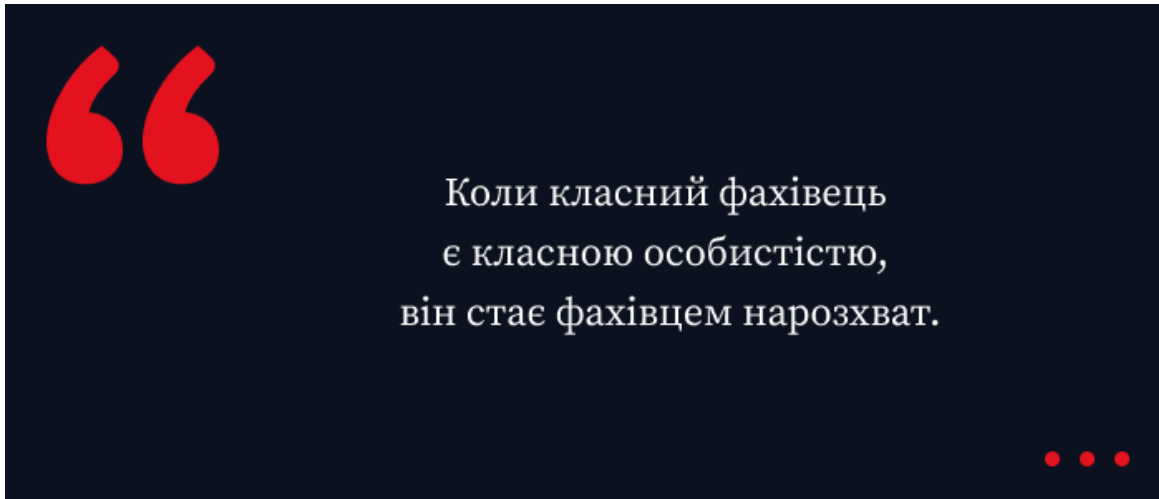 Коли класний фахівець
є класною особистістю,
він стає фахівцем нарозхват.